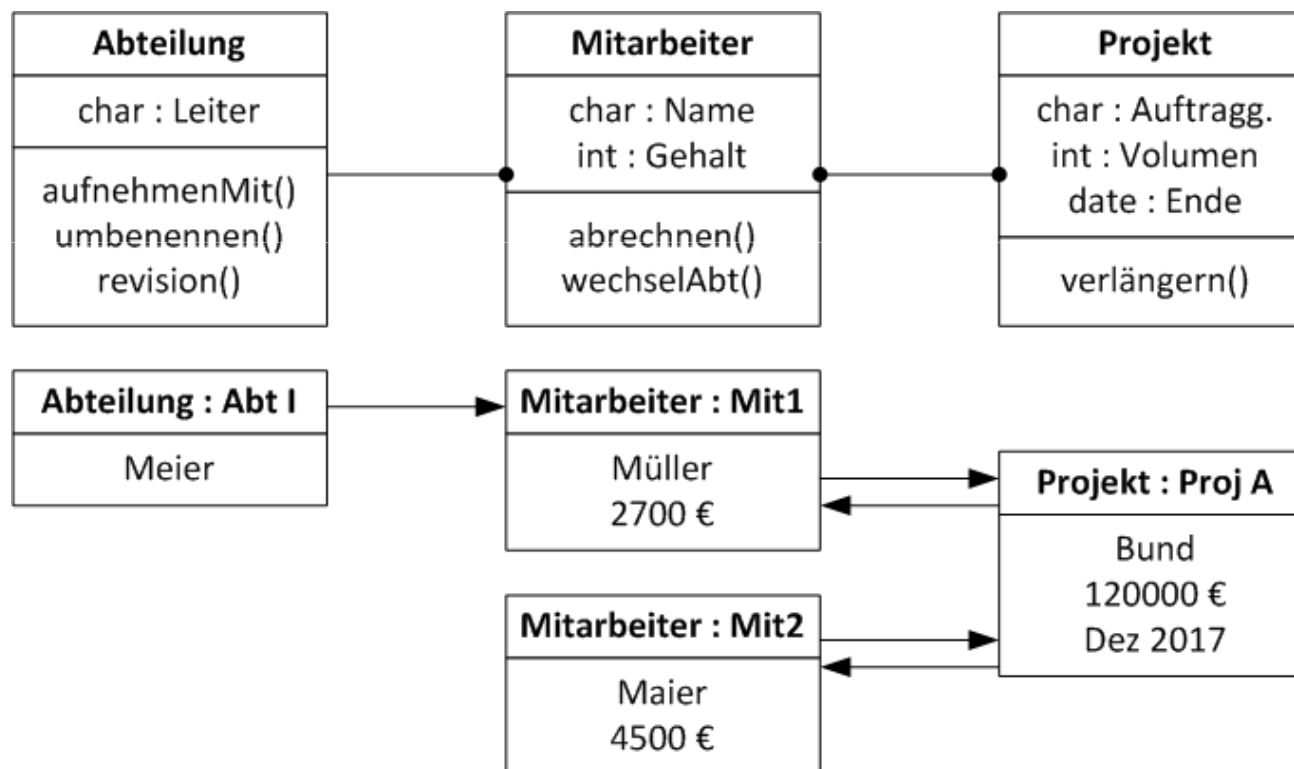 Abteilung
char : Leiter
aufnehmenMit()
umbenennen()
revision()
Mitarbeiter
char : Name
int : Gehalt
abrechnen()
wechselAbt()
Projekt
char : Auftragg.
int : Volumen
date : Ende
verlängern()
Abteilung : Abt I
Meier
Mitarbeiter : Mit1
Müller
2700 €
Mitarbeiter : Mit2
Maier
4500 €
Projekt : Proj A
Bund
120000 €
Dez 2017